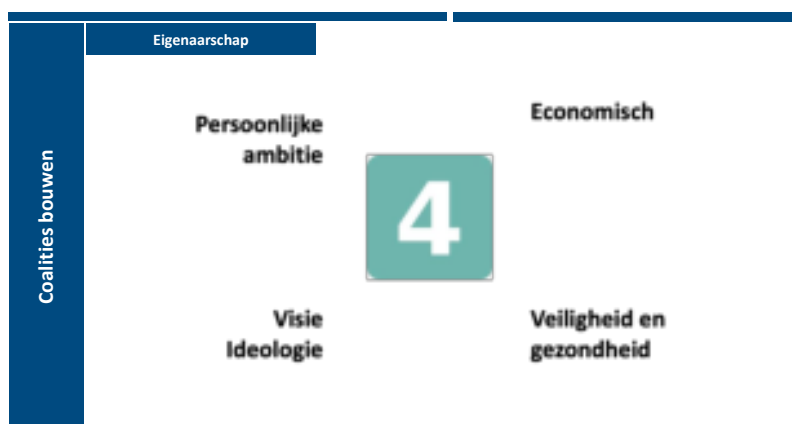 Eigenaarschap
Coalities bouwen
Persoonlijke
ambitie
Economisch
4
Visie
Ideologie
Veiligheid en
gezondheid